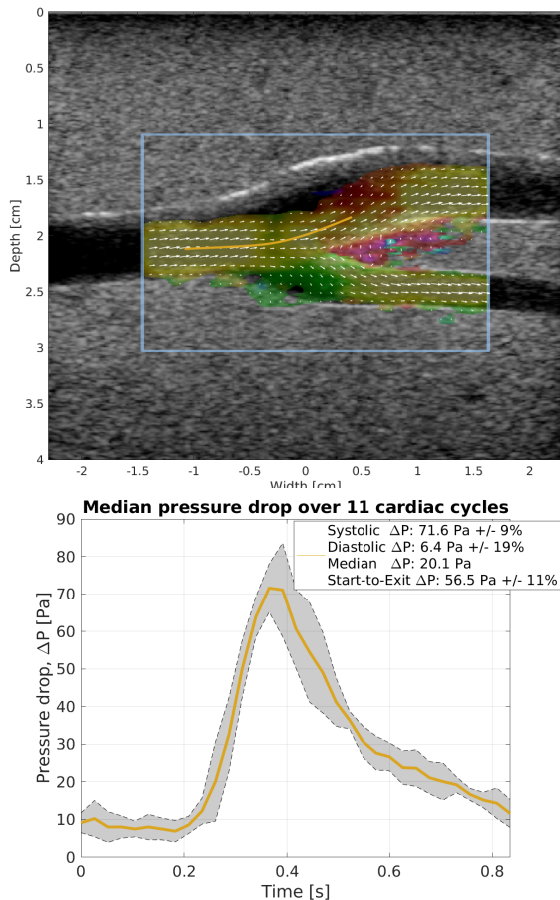 0
0.5
1
1.5
2
2.5
3
3.5
4
Depth [cm]
-2 -1.5 -1 -0.5 0 0.5 1 1.5 2
Width [cm]
Median pressure drop over 11 cardiac cycles
Systolic ΔP: 71.6 Pa +/- 9%
Diastolic ΔP: 6.4 Pa +/- 19%
Median ΔP: 20.1 Pa
Start-to-Exit ΔP: 56.5 Pa +/- 11%
90
80
70
60
50
40
30
20
10
0
Pressure drop, ΔP [Pa]
0 0.2 0.4 0.6 0.8
Time [s]